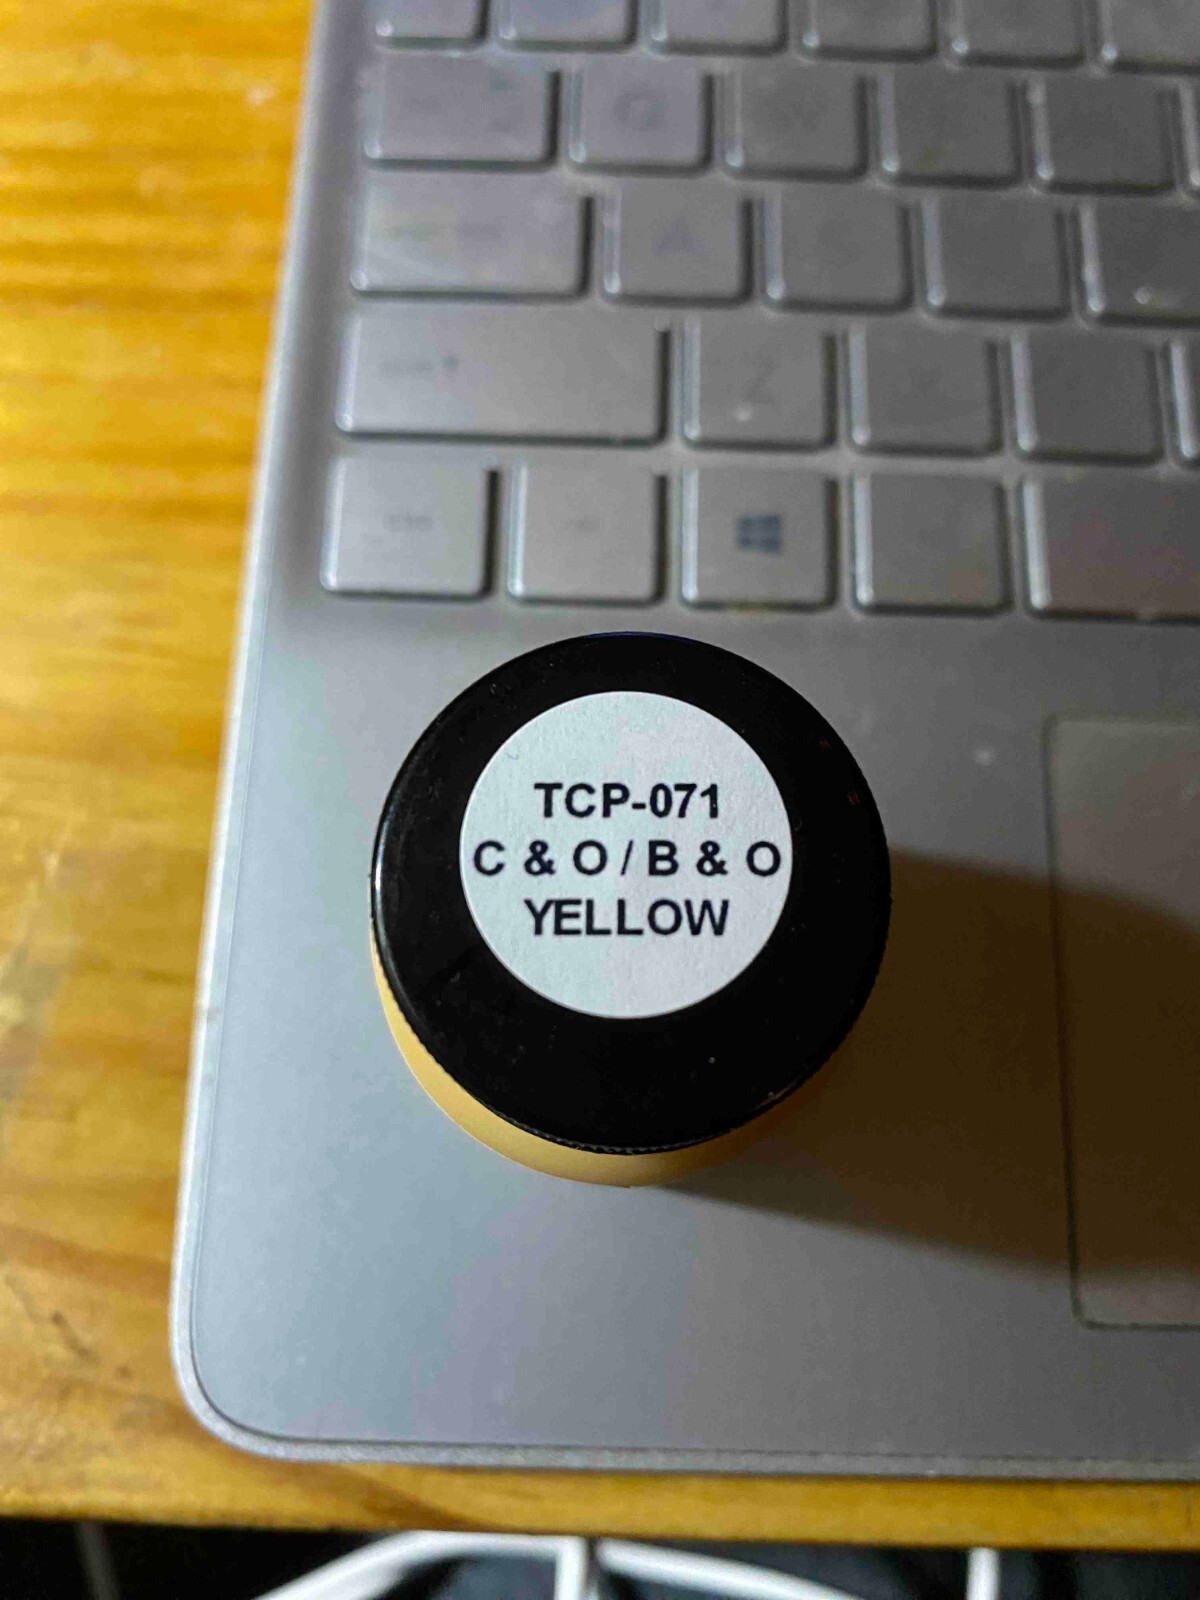 Q
A
Z
TCP-071
C & O / B & O
YELLOW